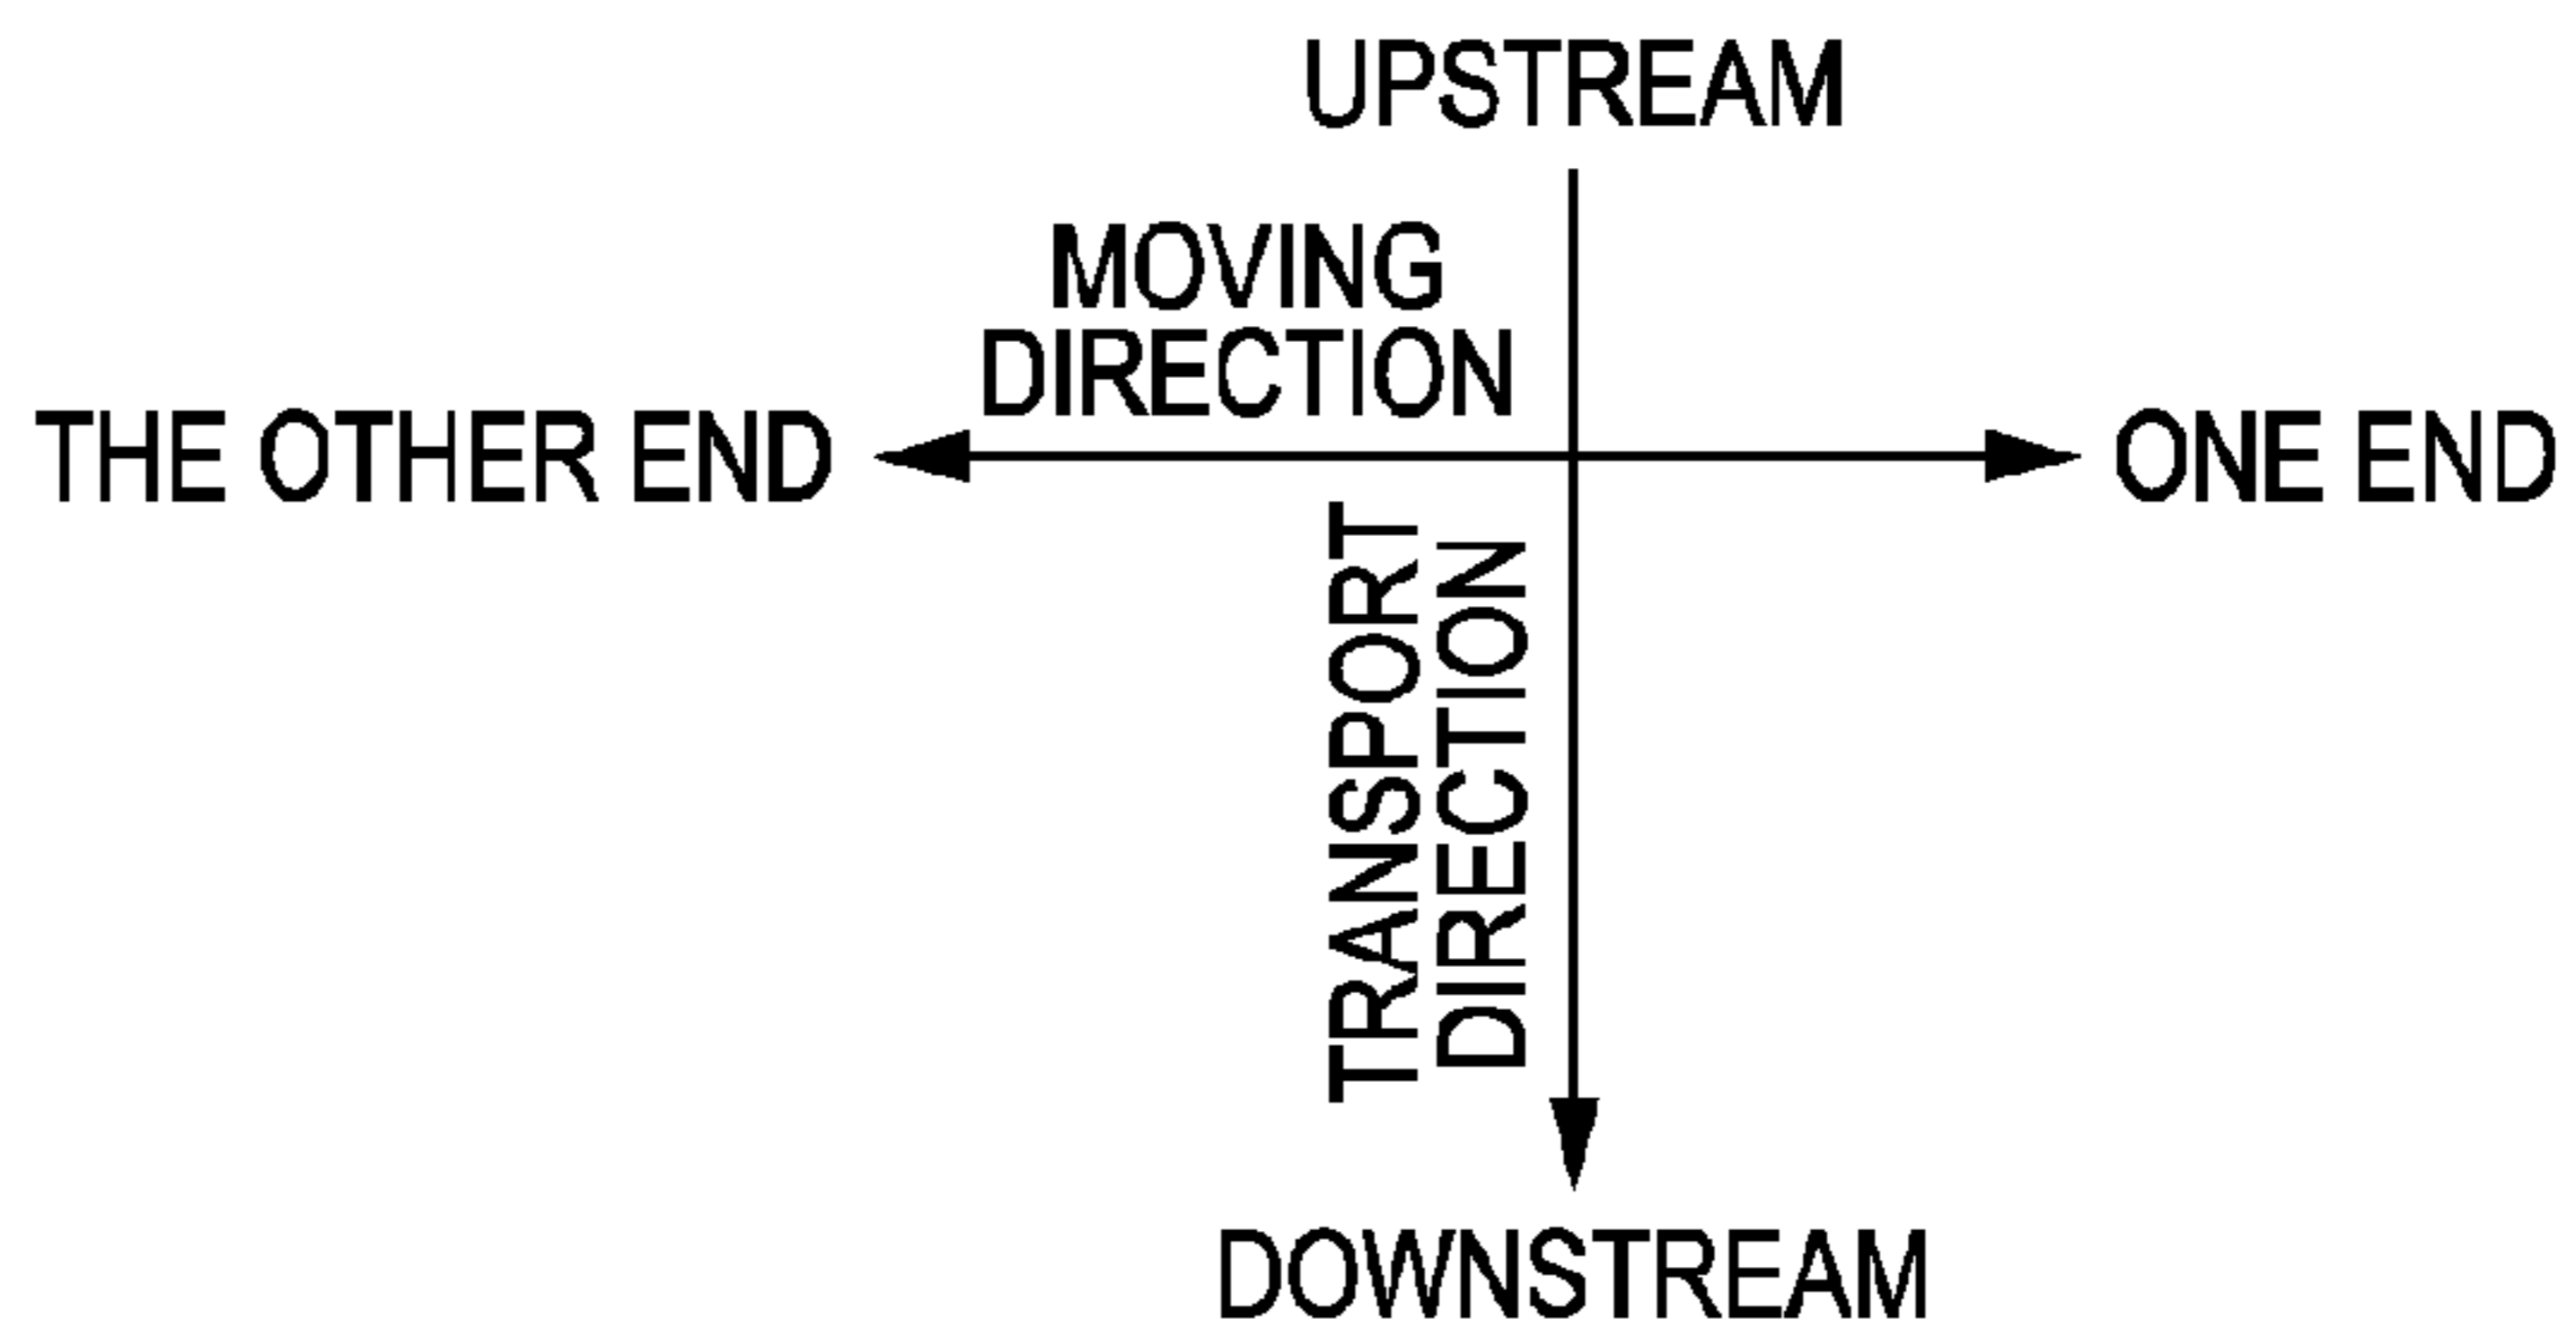 UPSTREAM
MOVING
DIRECTION
THE OTHER END
ONE END
TRANSPORT
DIRECTION
DOWNSTREAM